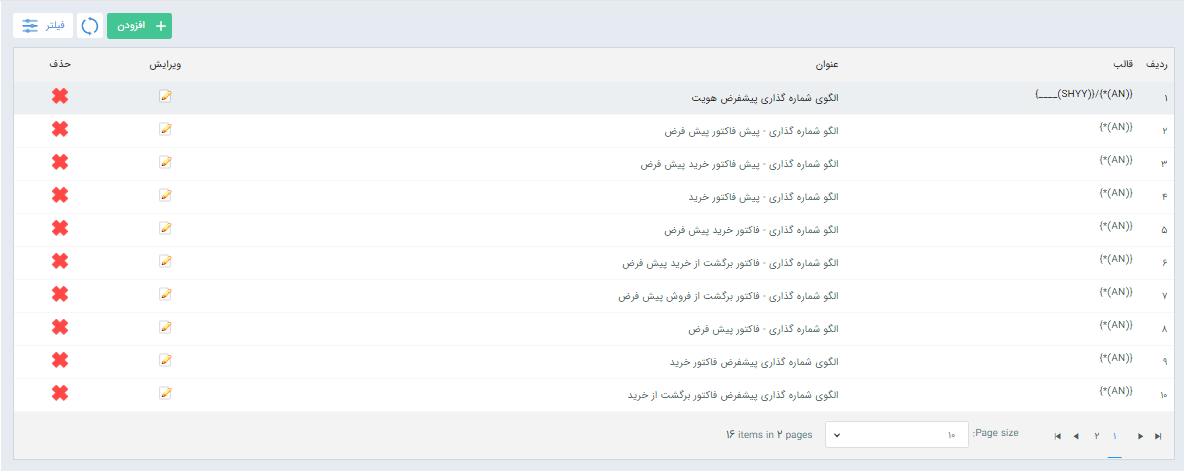 افزودن فیلتر
ردیف قالب عنوان ویرایش حذف
۱ {(AN)*}/{(SHYY)____} الگوی شماره گذاری پیشفرض هویت
۲ {(AN)*} الگو شماره گذاری - پیش فاکتور پیش فرض
۳ {(AN)*} الگو شماره گذاری - پیش فاکتور خرید پیش فرض
۴ {(AN)*} الگو شماره گذاری - پیش فاکتور خرید
۵ {(AN)*} الگو شماره گذاری - فاکتور خرید پیش فرض
۶ {(AN)*} الگو شماره گذاری - فاکتور برگشت از خرید پیش فرض
۷ {(AN)*} الگو شماره گذاری - فاکتور برگشت از فروش پیش فرض
۸ {(AN)*} الگو شماره گذاری - فاکتور پیش فرض
۹ {(AN)*} الگوی شماره گذاری پیشفرض فاکتور خرید
۱۰ {(AN)*} الگوی شماره گذاری پیشفرض فاکتور برگشت از خرید
۱ ۲ Page size: ۱۰ ۱۶ items in ۲ pages